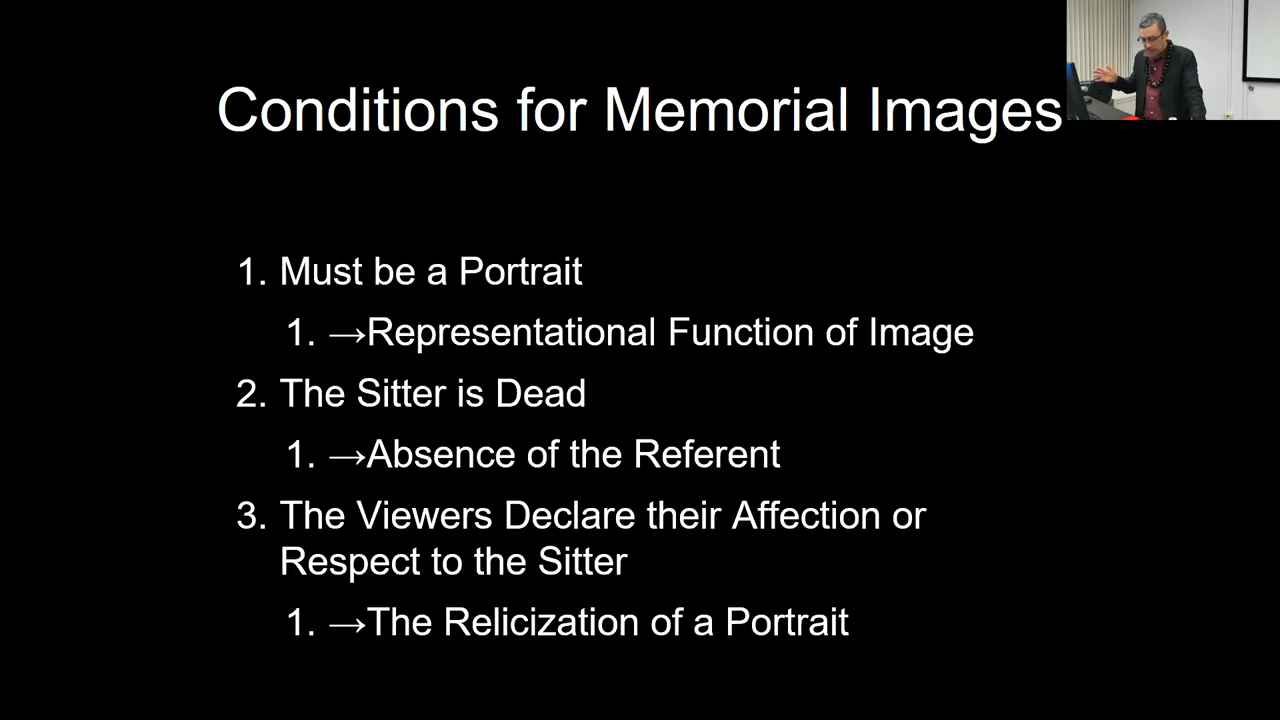 Conditions for Memorial Images
1. Must be a Portrait
1. →Representational Function of Image
2. The Sitter is Dead
1. →Absence of the Referent
3. The Viewers Declare their Affection or
Respect to the Sitter
1. →The Relicization of a Portrait